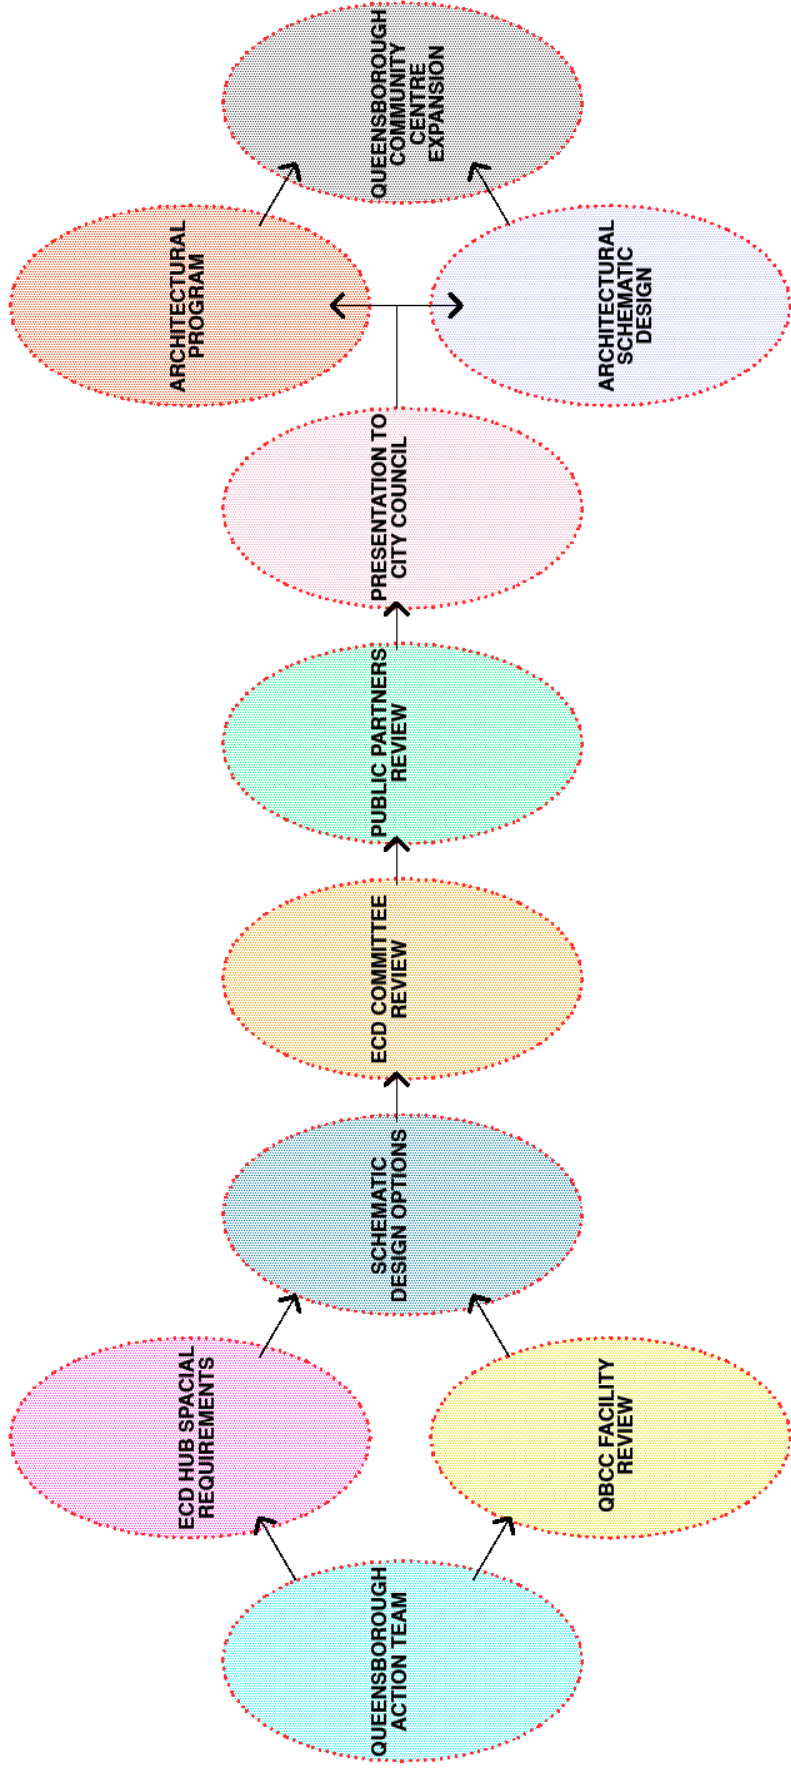 QUEENSBOROUGH
ACTION TEAM
ECD HUB SPACIAL
REQUIREMENTS
QBCC FACILITY
REVIEW
SCHEMATIC
DESIGN OPTIONS
ECD COMMITTEE
REVIEW
PUBLIC PARTNERS
REVIEW
PRESENTATION TO
CITY COUNCIL
ARCHITECTURAL
PROGRAM
ARCHITECTURAL
SCHEMATIC
DESIGN
QUEENSBOROUGH
COMMUNITY
CENTRE
EXPANSION